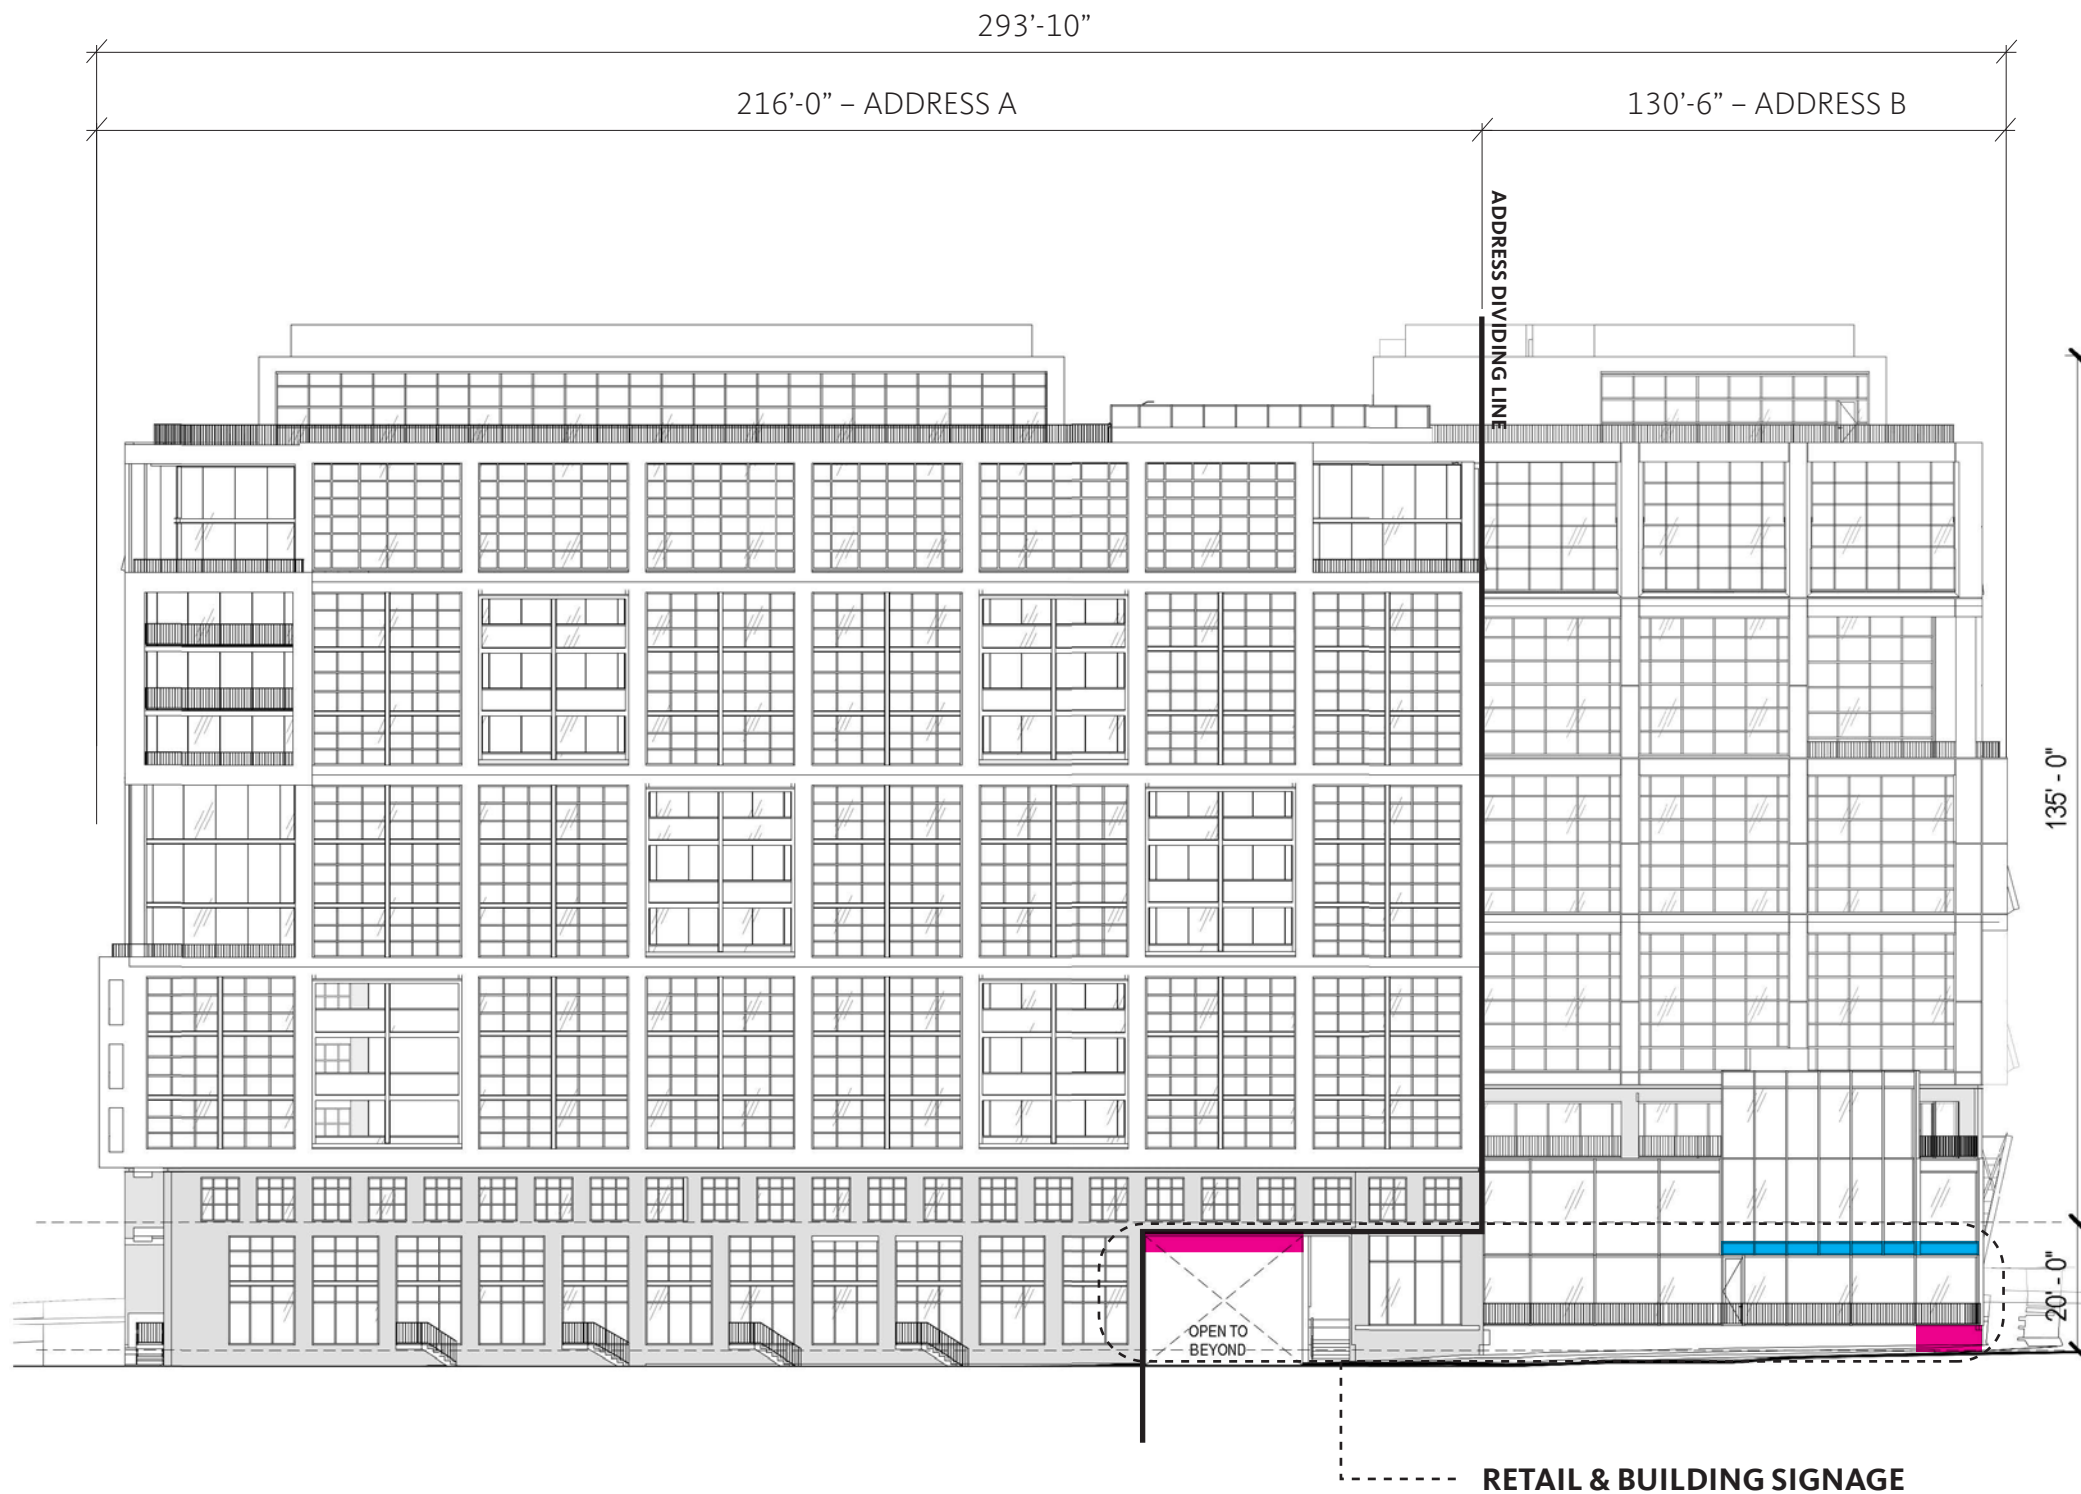 293’-10”
216’-0” – ADDRESS A
130’-6” – ADDRESS B
ADDRESS DIVIDING LINE
135' - 0"
20' - 0"
OPEN TO
BEYOND
RETAIL & BUILDING SIGNAGE